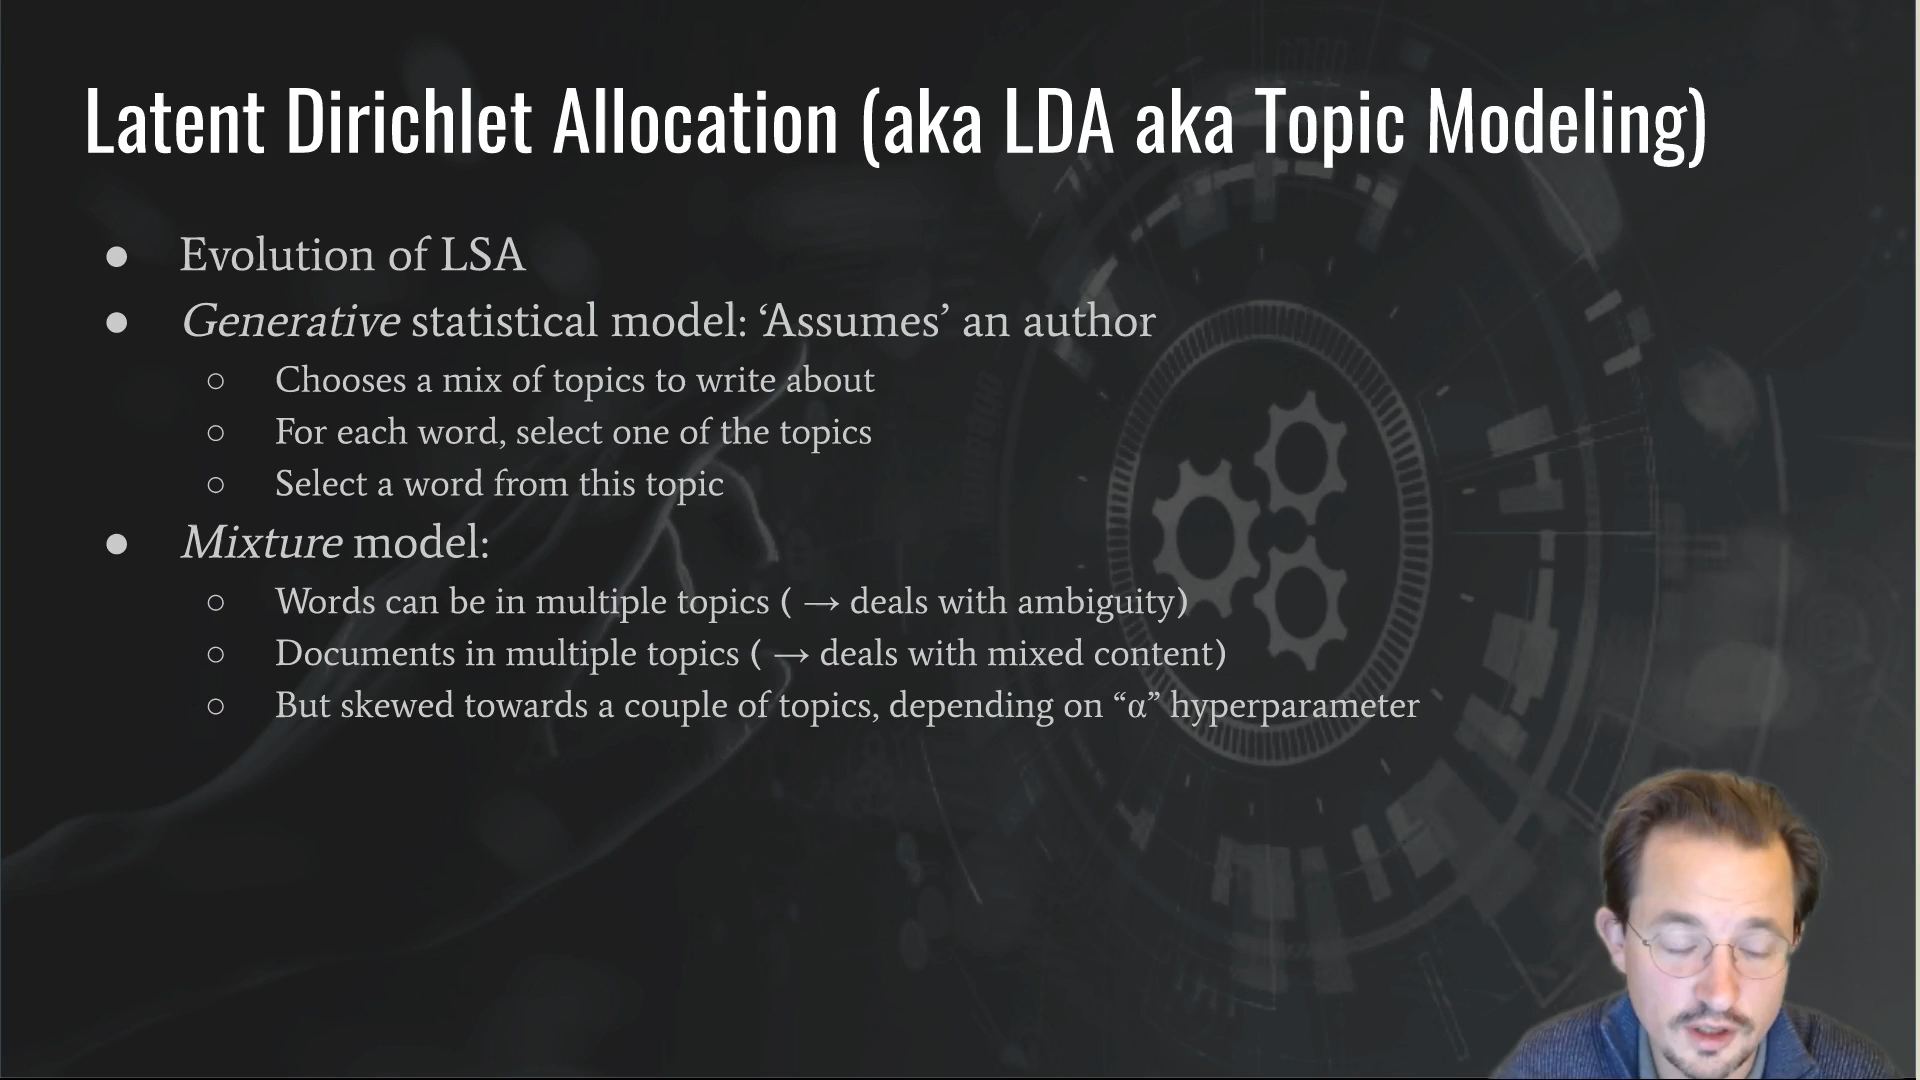 Latent Dirichlet Allocation (aka LDA aka Topic Modeling)
● Evolution of LSA
● Generative statistical model: ‘Assumes’ an author
○ Chooses a mix of topics to write about
○ For each word, select one of the topics
○ Select a word from this topic
● Mixture model:
○ Words can be in multiple topics ( → deals with ambiguity)
○ Documents in multiple topics ( → deals with mixed content)
○ But skewed towards a couple of topics, depending on “α” hyperparameter